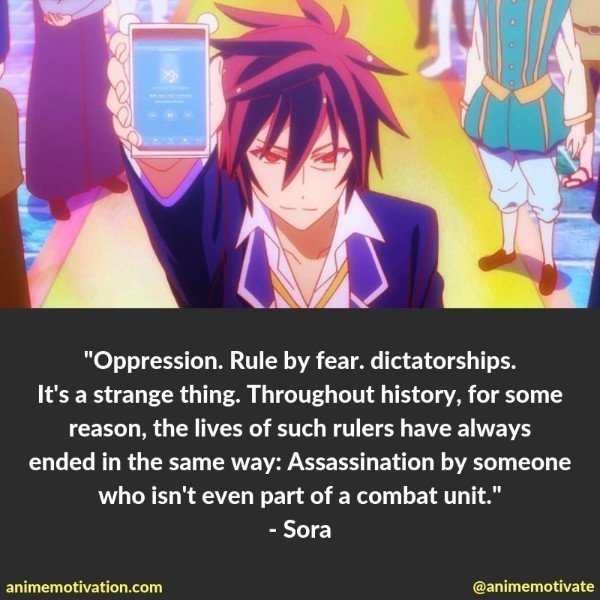 "Oppression. Rule by fear. dictatorships.
It's a strange thing. Throughout history, for some
reason, the lives of such rulers have always
ended in the same way: Assassination by someone
who isn't even part of a combat unit."
- Sora
animemotivation.com
@animemotivate